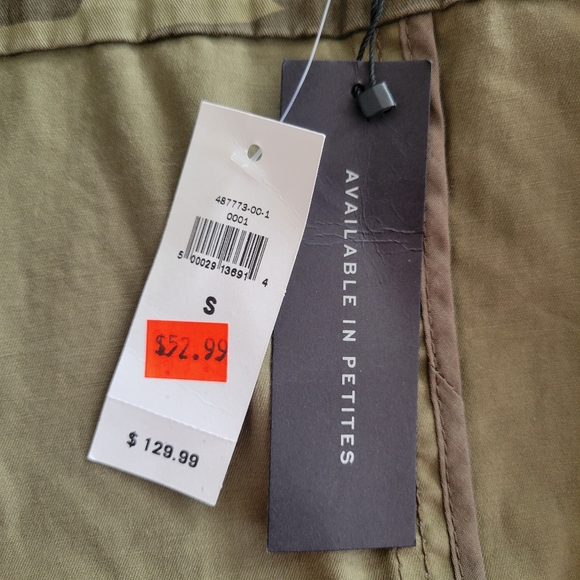 487773-00-1
0001
5 00029 13691 4
S
$52.99
$ 129.99
AVAILABLE IN PETITES